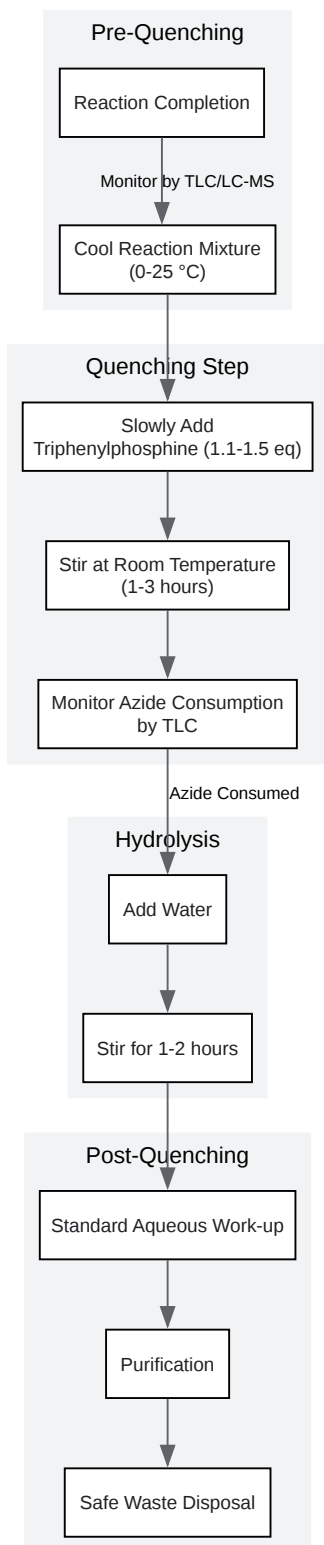 Pre-Quenching
Reaction Completion
Monitor by TLC/LC-MS
Cool Reaction Mixture
(0-25 °C)
Quenching Step
Slowly Add
Triphenylphosphine (1.1-1.5 eq)
Stir at Room Temperature
(1-3 hours)
Monitor Azide Consumption
by TLC
Azide Consumed
Hydrolysis
Add Water
Stir for 1-2 hours
Post-Quenching
Standard Aqueous Work-up
Purification
Safe Waste Disposal